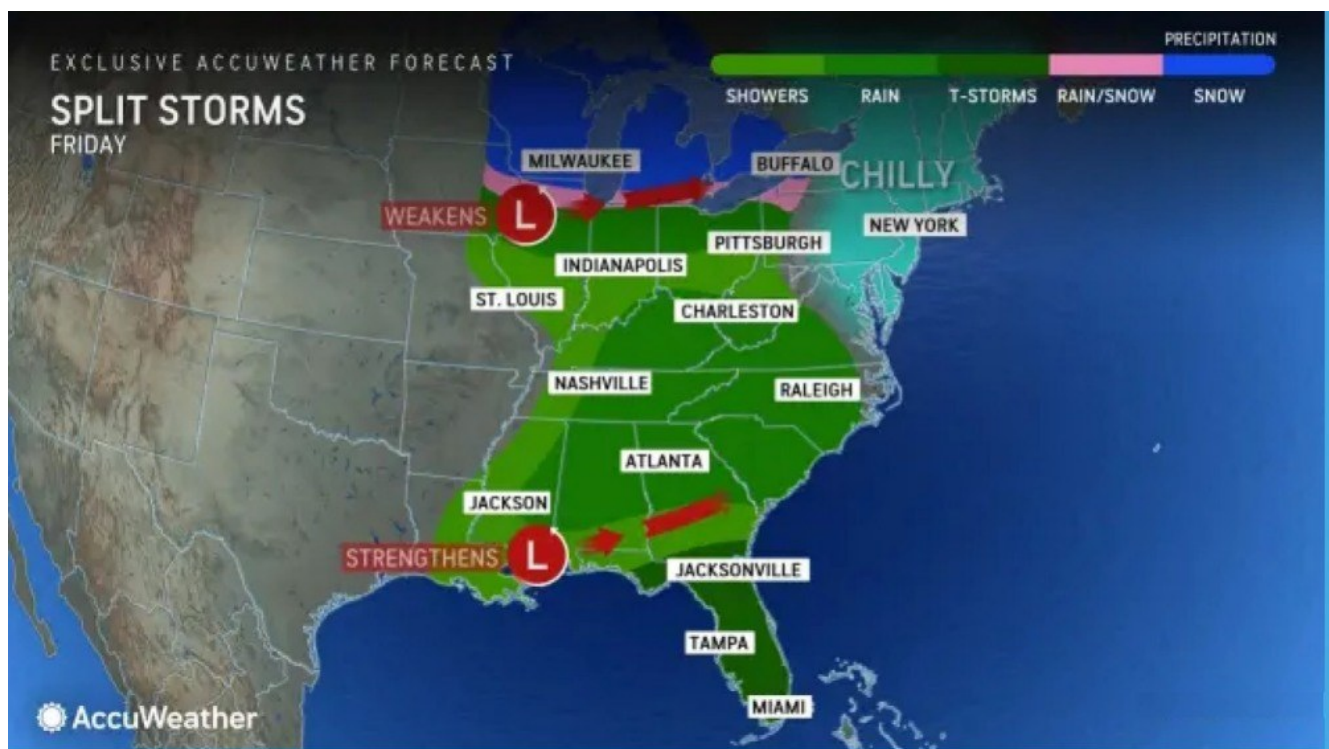 EXCLUSIVE ACCUWEATHER FORECAST
SPLIT STORMS
FRIDAY
PRECIPITATION
SHOWERS RAIN T-STORMS RAIN/SNOW SNOW
MILWAUKEE
BUFFALO
CHILLY
WEAKENS L
NEW YORK
PITTSBURGH
INDIANAPOLIS
ST. LOUIS
CHARLESTON
NASHVILLE
RALEIGH
ATLANTA
JACKSON
STRENGTHENS L
JACKSONVILLE
TAMPA
MIAMI
AccuWeather